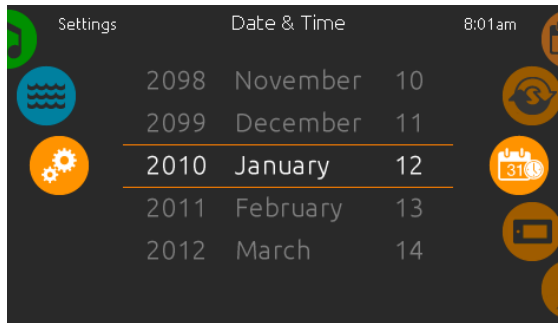 Settings Date & Time 8:01am
2098 November 10
2099 December 11
2010 January 12
31
2011 February 13
2012 March 14